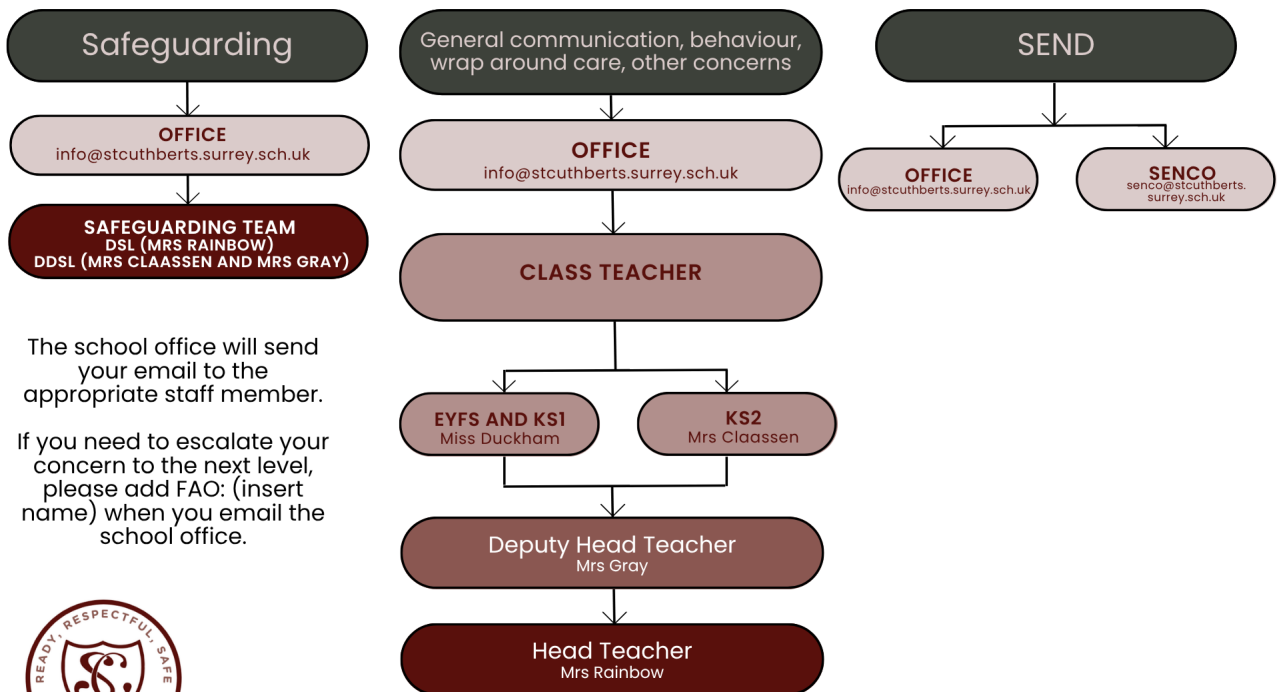 Safeguarding
OFFICE
info@stcuthberts.surrey.sch.uk
SAFEGUARDING TEAM
DSL (MRS RAINBOW)
DDSL (MRS CLAASSEN AND MRS GRAY)
The school office will send
your email to the
appropriate staff member.
If you need to escalate your
concern to the next level,
please add FAO: (insert
name) when you email the
school office.
READY, RESPECTFUL, SAFE
General communication, behaviour,
wrap around care, other concerns
OFFICE
info@stcuthberts.surrey.sch.uk
CLASS TEACHER
EYFS AND KS1
Miss Duckham
KS2
Mrs Claassen
Deputy Head Teacher
Mrs Gray
Head Teacher
Mrs Rainbow
SEND
OFFICE
info@stcuthberts.surrey.sch.uk
SENCO
senco@stcuthberts.
surrey.sch.uk